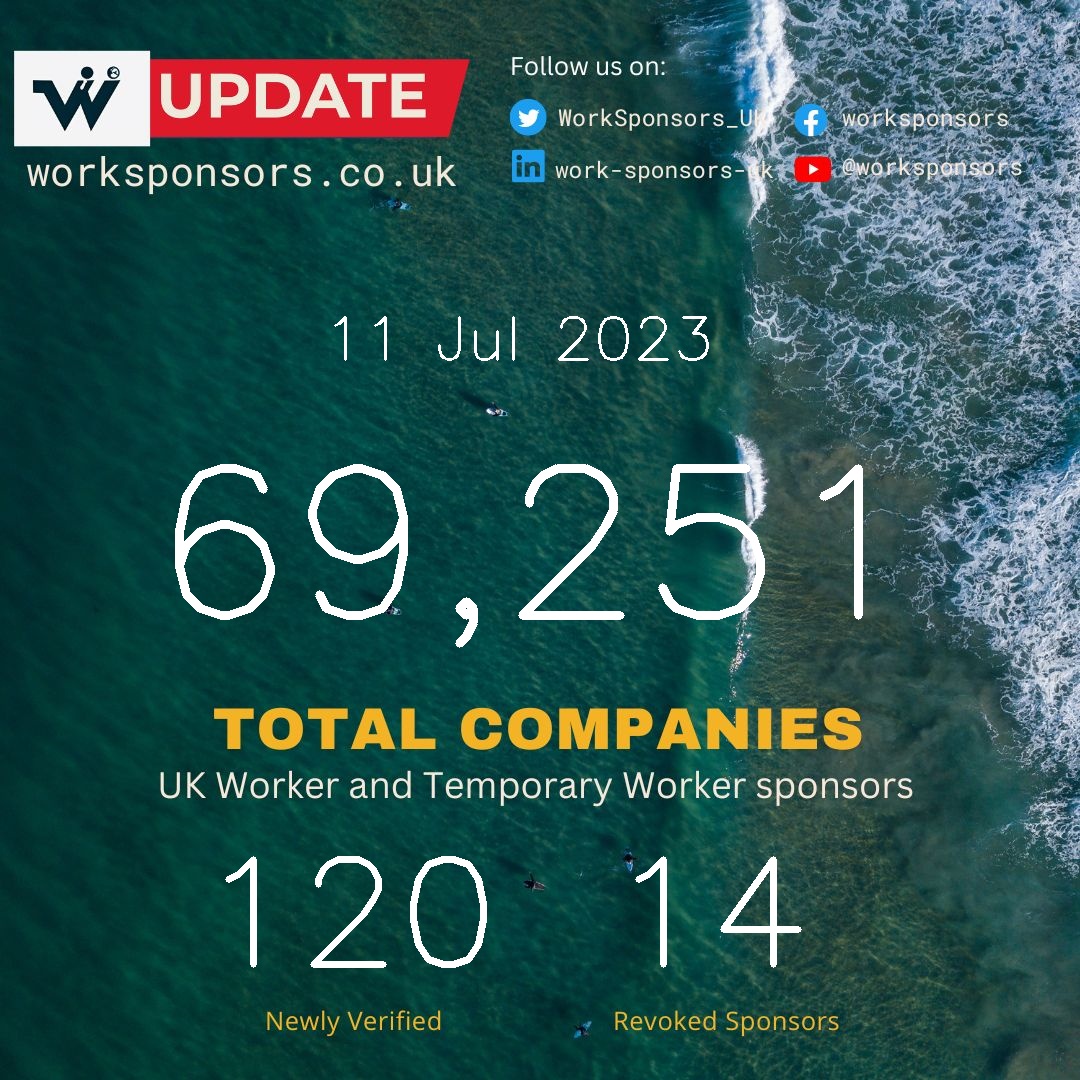 UPDATE
worksponsors.co.uk
Follow us on:
WorkSponsors_UK
worksponsors
work-sponsors-uk
@worksponsors
11 Jul 2023
69,251
TOTAL COMPANIES
UK Worker and Temporary Worker sponsors
120 14
Newly Verified Revoked Sponsors